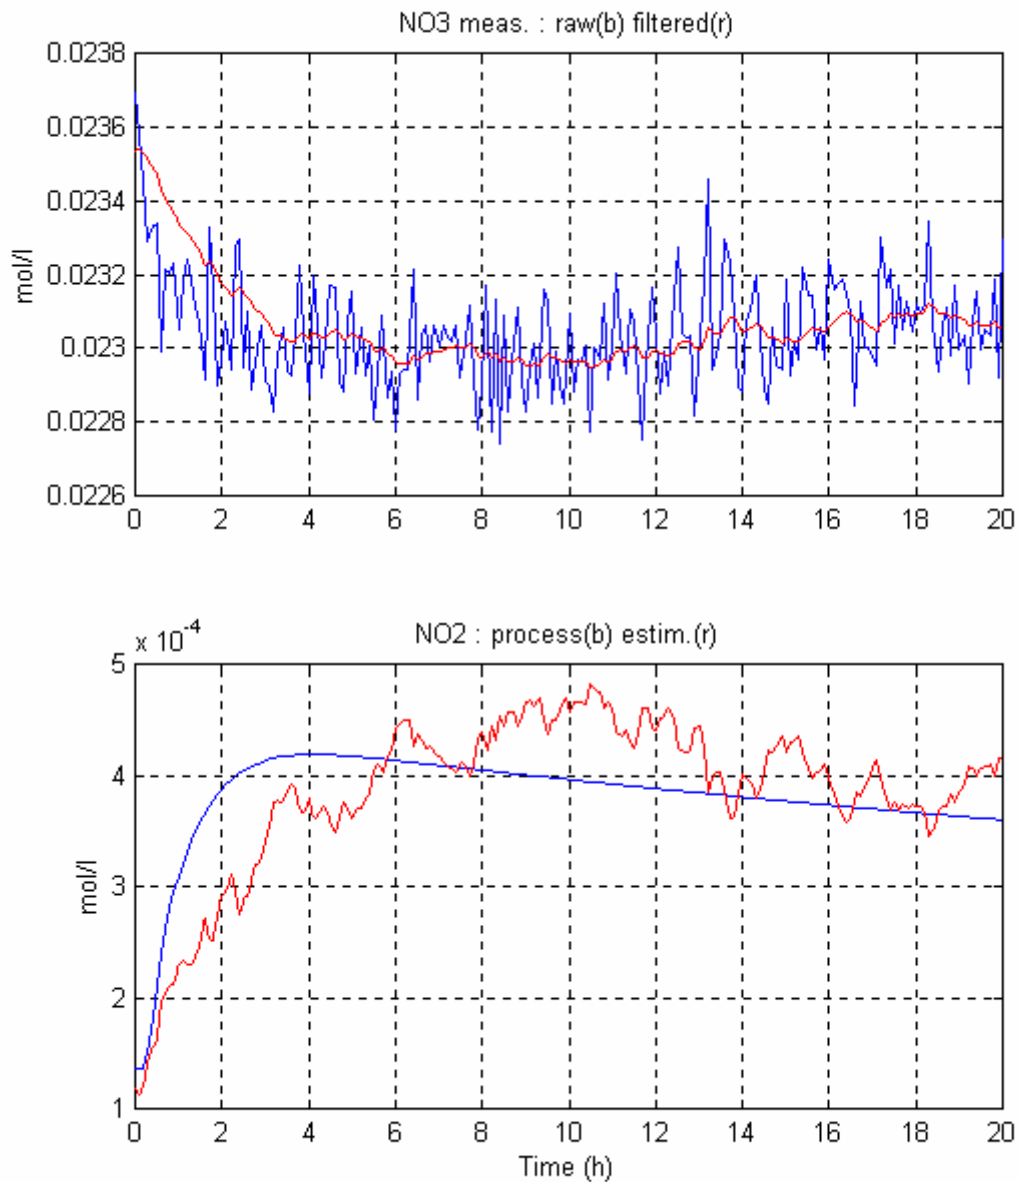 NO3 meas. : raw(b) filtered(r)
0.0238
0.0236
0.0234
0.0232
0.023
0.0228
0.0226
mol/l
0 2 4 6 8 10 12 14 16 18 20
x 10-4
NO2 : process(b) estim.(r)
5
4
3
2
1
mol/l
0 2 4 6 8 10 12 14 16 18 20
Time (h)